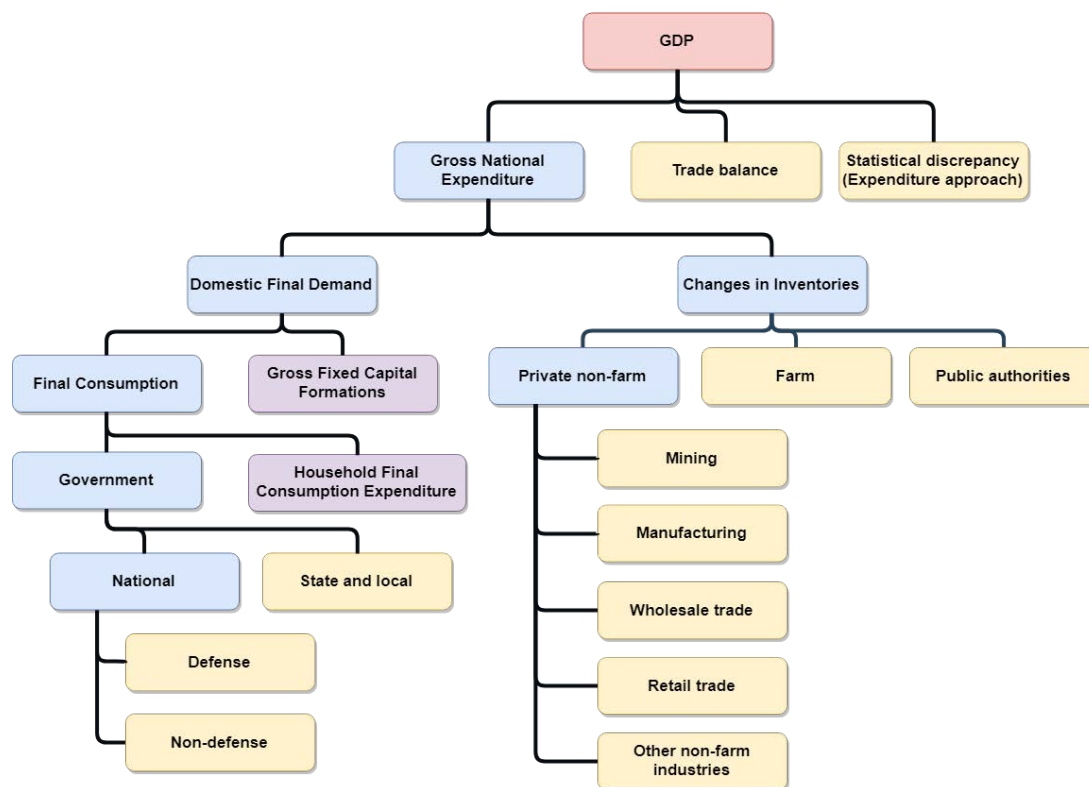 GDP
Gross National
Expenditure
Trade balance
Statistical discrepancy
(Expenditure approach)
Domestic Final Demand
Changes in Inventories
Final Consumption
Gross Fixed Capital
Formations
Private non-farm
Farm
Public authorities
Government
Household Final
Consumption Expenditure
Mining
Manufacturing
National
State and local
Wholesale trade
Defense
Retail trade
Non-defense
Other non-farm
industries